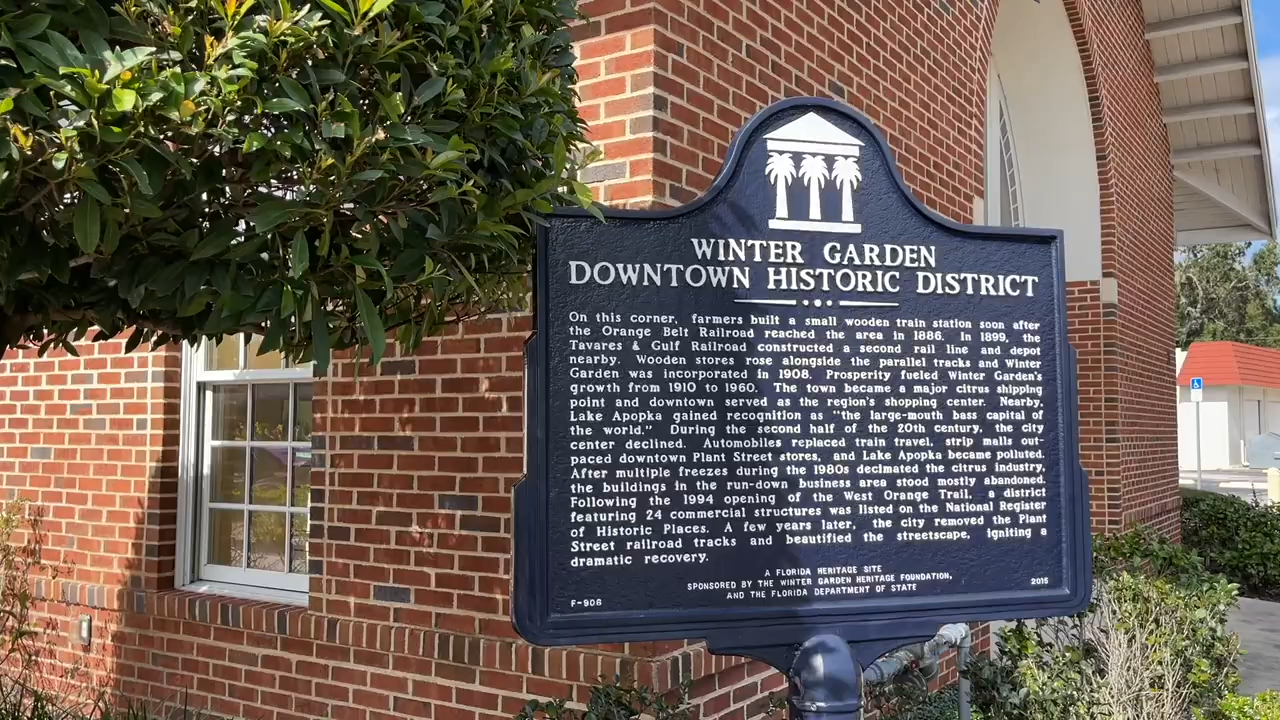 WINTER GARDEN
DOWNTOWN HISTORIC DISTRICT
On this corner, farmers built a small wooden train station soon after
the Orange Belt Railroad reached the area in 1886. In 1899, the
Tavares & Gulf Railroad constructed a second rail line and depot
nearby. Wooden stores rose alongside the parallel tracks and Winter
Garden was incorporated in 1908. Prosperity fueled Winter Garden's
growth from 1910 to 1960. The town became a major citrus shipping
point and downtown served as the region's shopping center. Nearby,
Lake Apopka gained recognition as "the large-mouth bass capital of
the world." During the second half of the 20th century, the city
center declined. Automobiles replaced train travel, strip malls out-
paced downtown Plant Street stores, and Lake Apopka became polluted.
After multiple freezes during the 1980s decimated the citrus industry,
the buildings in the run-down business area stood mostly abandoned.
Following the 1994 opening of the West Orange Trail, a district
featuring 24 commercial structures was listed on the National Register
of Historic Places. A few years later, the city removed the Plant
Street railroad tracks and beautified the streetscape, igniting a
dramatic recovery.
A FLORIDA HERITAGE SITE
SPONSORED BY THE WINTER GARDEN HERITAGE FOUNDATION,
AND THE FLORIDA DEPARTMENT OF STATE
F-906
2015